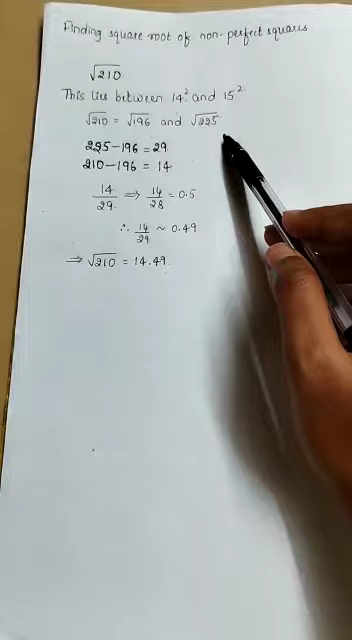 Finding square root of non-perfect squares.
√210
This lies between 14² and 15²
√210 = √196 and √225
225-196 = 29
210-196 = 14
14/29 ⇒ 14/28 = 0.5
∴ 14/29 ~ 0.49
⇒ √210 = 14.49.